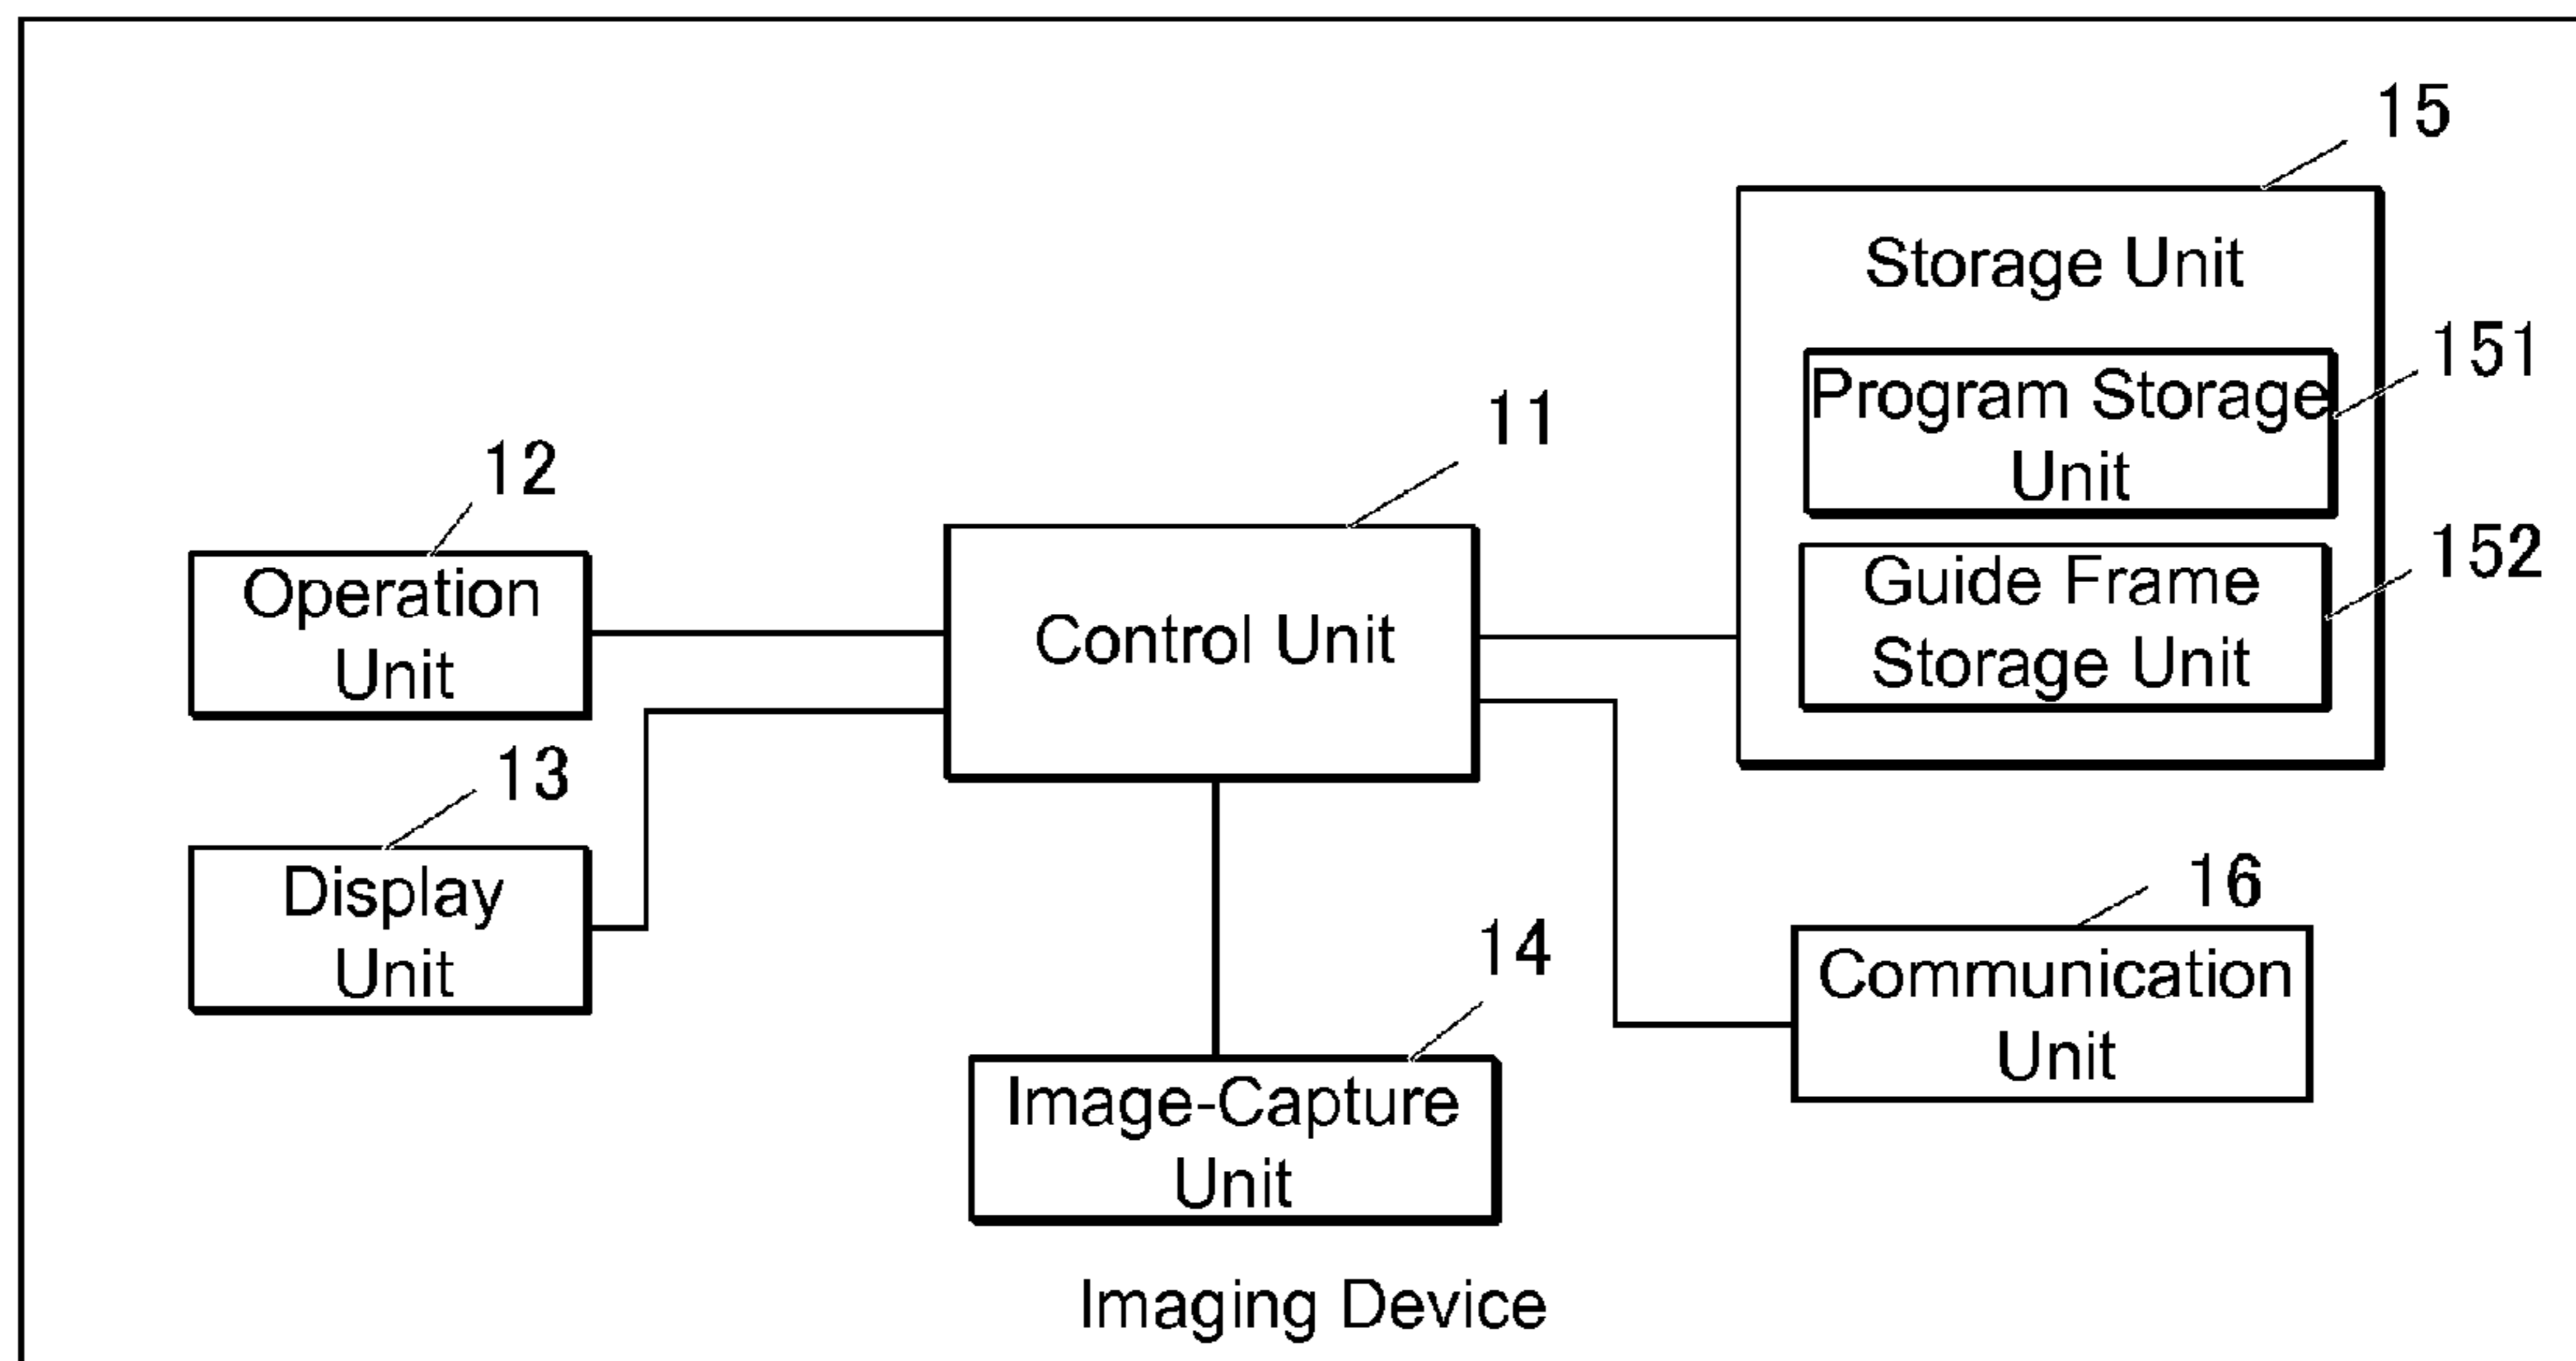 15
Storage Unit
151
Program Storage
Unit
11
12
152
Guide Frame
Storage Unit
Operation
Unit
Control Unit
13
Display
Unit
16
14
Communication
Unit
Image-Capture
Unit
Imaging Device